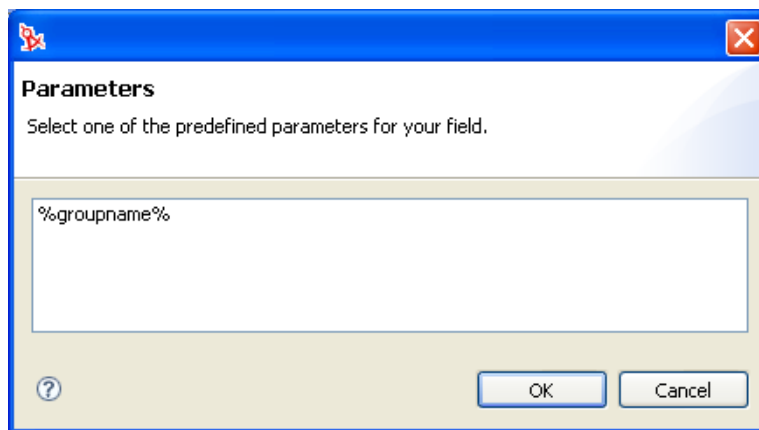 Parameters
Select one of the predefined parameters for your field.
%groupname%
?
OK
Cancel